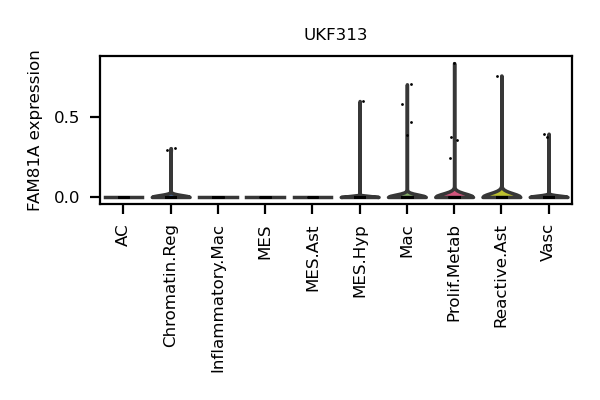 UKF313
FAM81A expression
0.5
0.0
AC
Chromatin.Reg
Inflammatory.Mac
MES
MES.Ast
MES.Hyp
Mac
Prolif.Metab
Reactive.Ast
Vasc